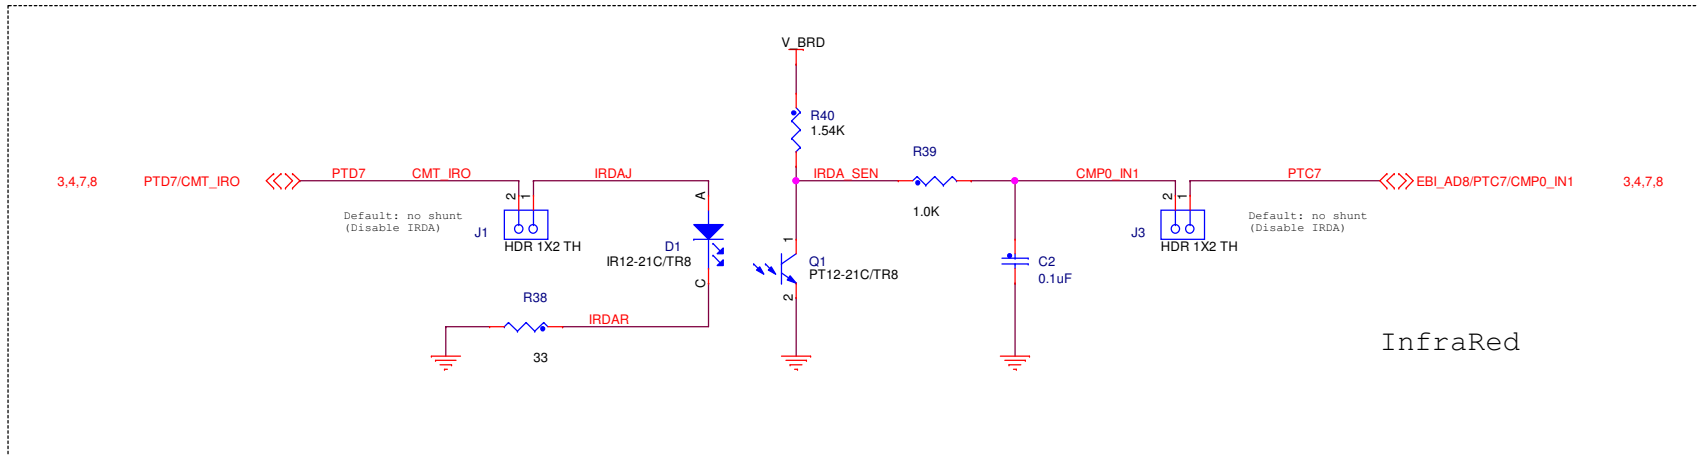 V_BRD
R40
1.54K
R39
3,4,7,8
PTD7/CMT_IRO
PTD7
CMT_IRO
IRDAJ
IRDA_SEN
CMP0_IN1
PTC7
EBI_AD8/PTC7/CMP0_IN1
3,4,7,8
2
1
A
1.0K
2
1
Default: no shunt
(Disable IRDA)
J1
HDR 1X2 TH
D1
IR12-21C/TR8
1
Q1
PT12-21C/TR8
C2
0.1uF
J3
HDR 1X2 TH
Default: no shunt
(Disable IRDA)
C
2
R38
IRDAR
33
InfraRed